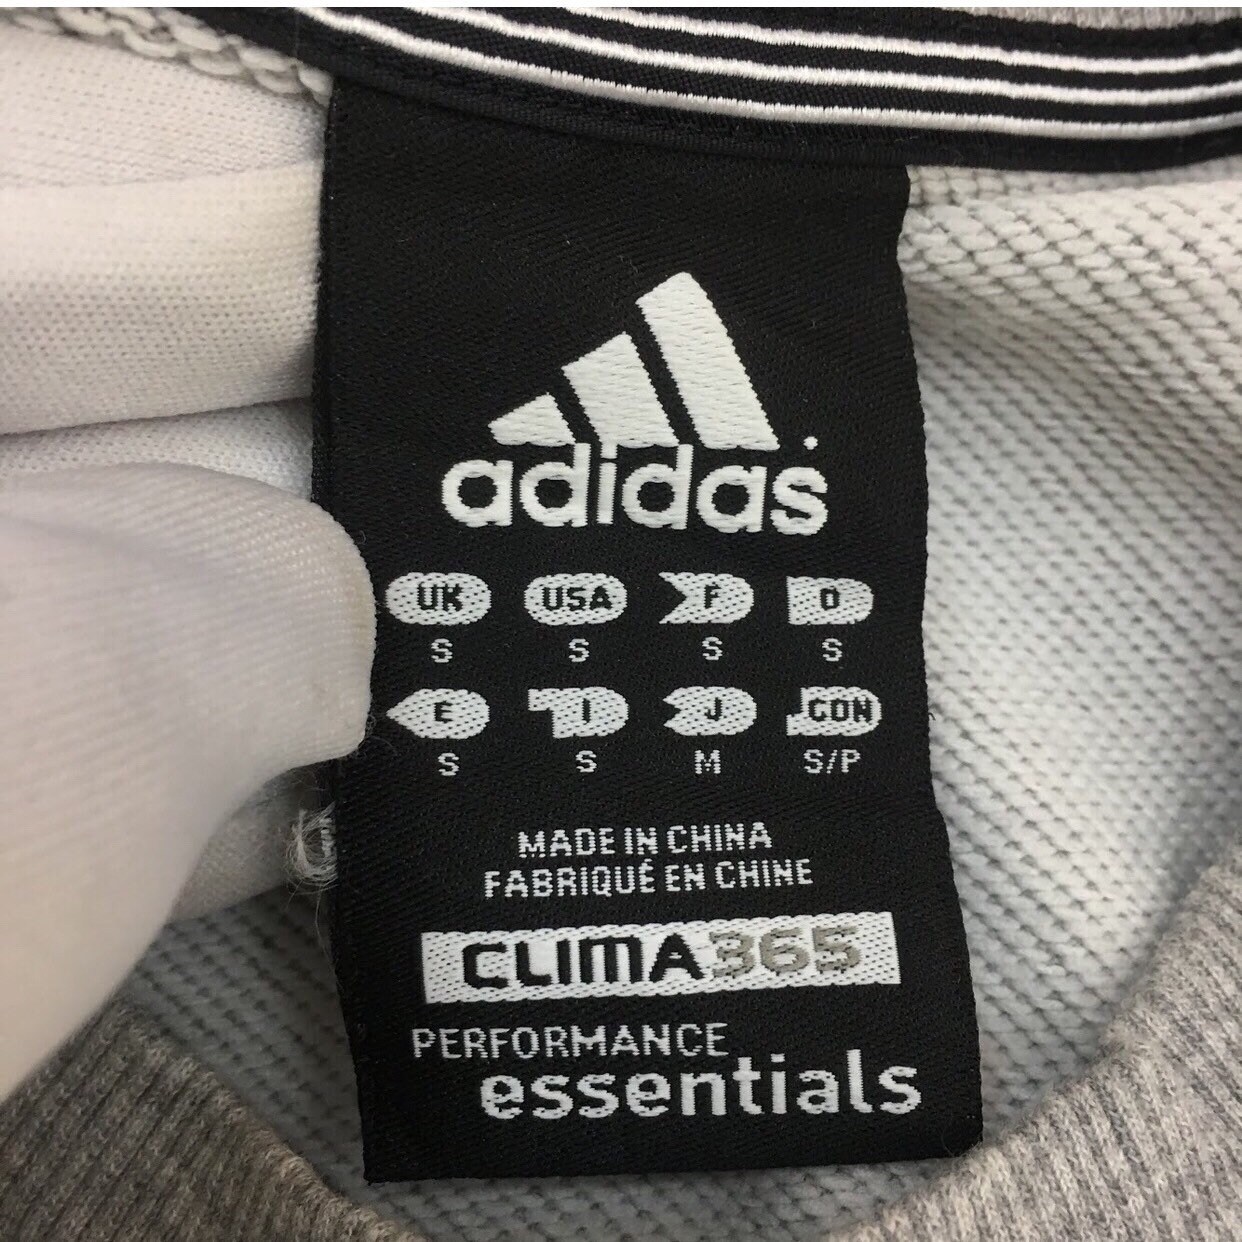 adidas
UK USA F D
S S S S
E I J CON
S S M S/P
MADE IN CHINA
FABRIQUÉ EN CHINE
CLIMA365
PERFORMANCE
essentials